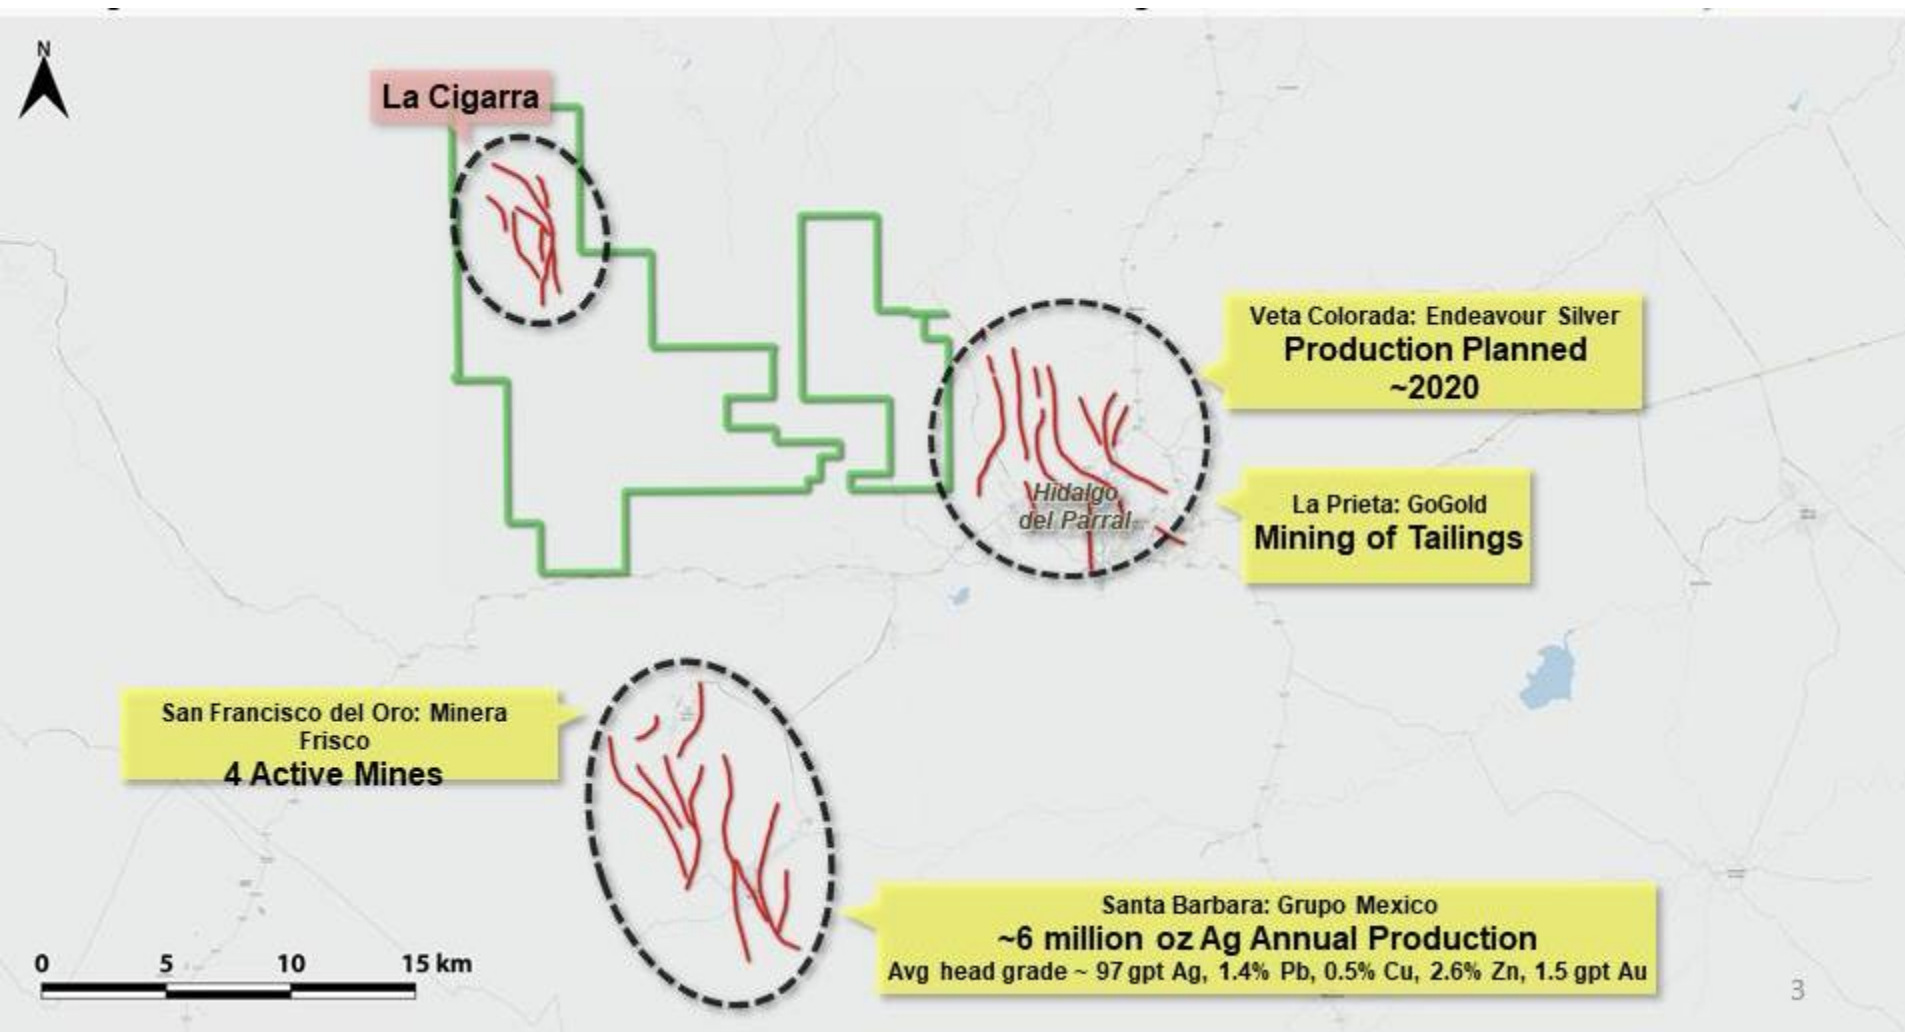 N
La Cigarra
Veta Colorada: Endeavour Silver
Production Planned
~2020
La Prieta: GoGold
Mining of Tailings
Hidalgo
del Parral
San Francisco del Oro: Minera
Frisco
4 Active Mines
Santa Barbara: Grupo Mexico
~6 million oz Ag Annual Production
Avg head grade ~ 97 gpt Ag, 1.4% Pb, 0.5% Cu, 2.6% Zn, 1.5 gpt Au
0 5 10 15 km
3